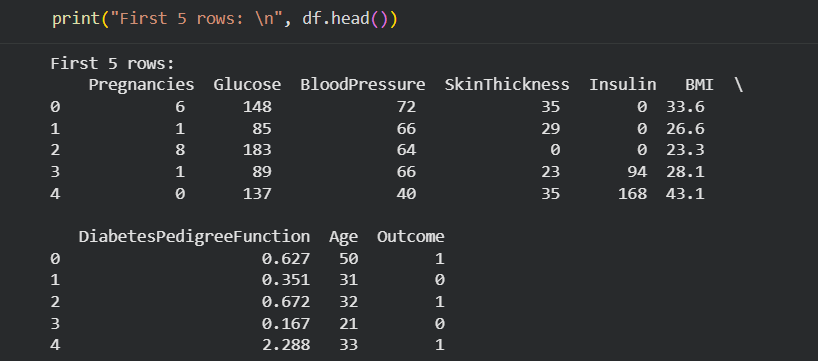 print("First 5 rows: \n", df.head())
First 5 rows:
Pregnancies Glucose BloodPressure SkinThickness Insulin BMI \
0 6 148 72 35 0 33.6
1 1 85 66 29 0 26.6
2 8 183 64 0 0 23.3
3 1 89 66 23 94 28.1
4 0 137 40 35 168 43.1
DiabetesPedigreeFunction Age Outcome
0 0.627 50 1
1 0.351 31 0
2 0.672 32 1
3 0.167 21 0
4 2.288 33 1